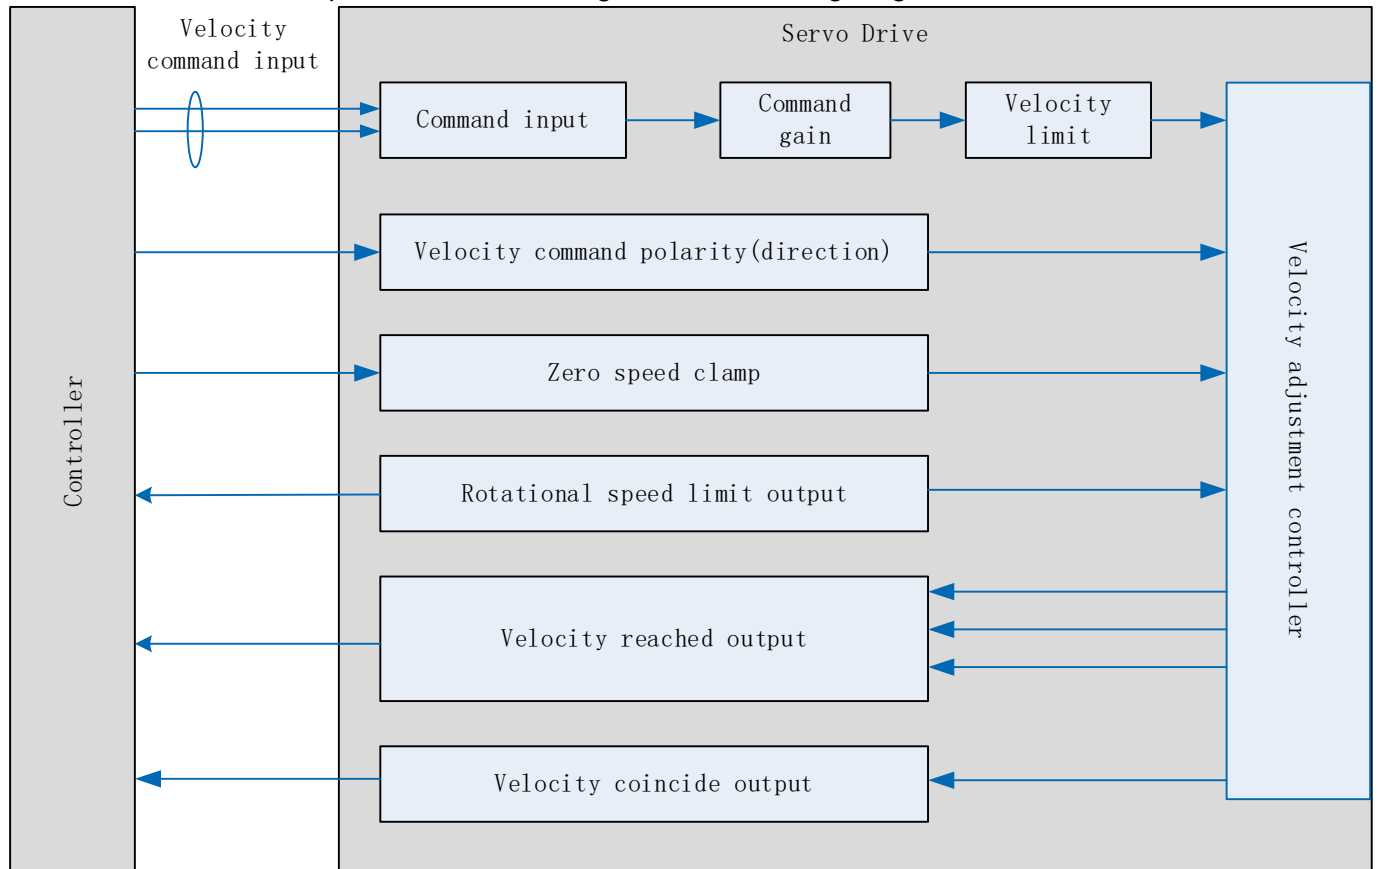 Velocity
command input
Servo Drive
Command input
Command
gain
Velocity
limit
Velocity command polarity(direction)
Zero speed clamp
Rotational speed limit output
Velocity reached output
Velocity coincide output
Controller
Velocity adjustment controller